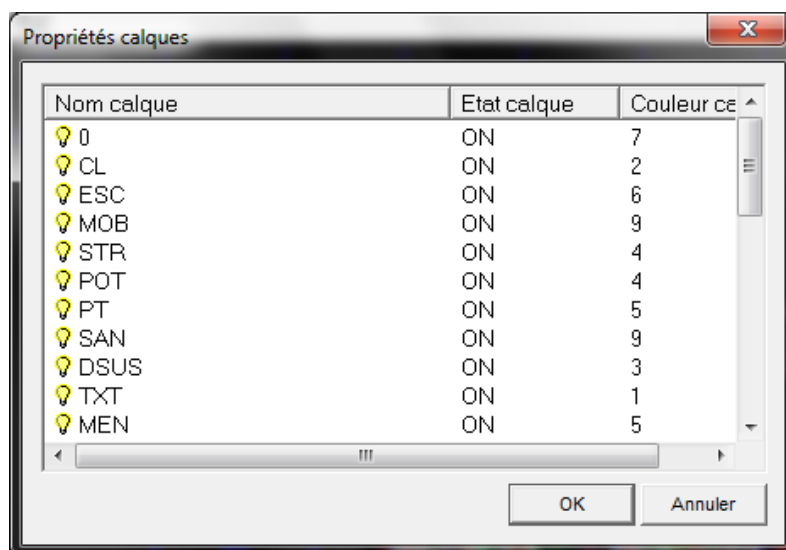 Propriétés calques
Nom calque Etat calque Couleur ca
0 ON 7
CL ON 2
ESC ON 6
MOB ON 9
STR ON 4
POT ON 4
PT ON 5
SAN ON 9
DSUS ON 3
TXT ON 1
MEN ON 5
OK Annuler